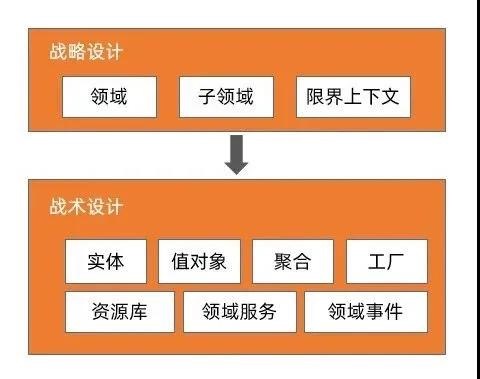 战略设计
领域 子领域 限界上下文
战术设计
实体 值对象 聚合 工厂
资源库 领域服务 领域事件